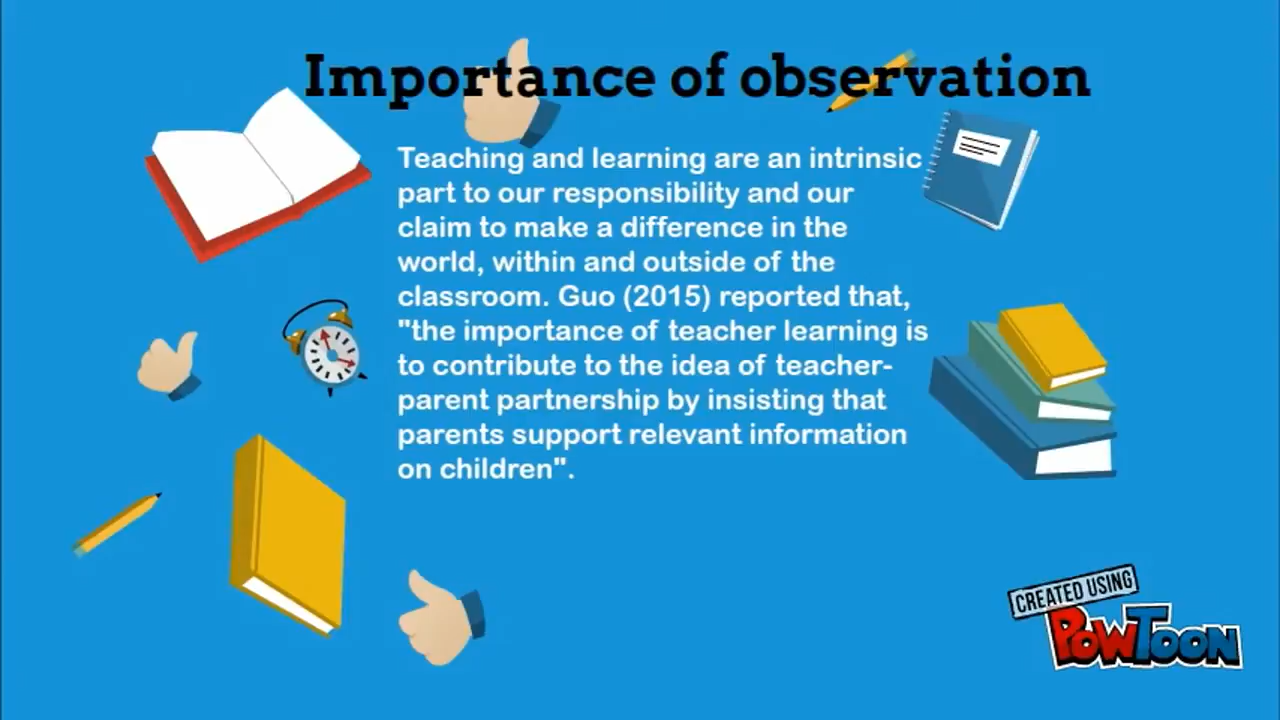 Importance of observation
Teaching and learning are an intrinsic
part to our responsibility and our
claim to make a difference in the
world, within and outside of the
classroom. Guo (2015) reported that,
"the importance of teacher learning is
to contribute to the idea of teacher-
parent partnership by insisting that
parents support relevant information
on children".
CREATED USING
POWTOON